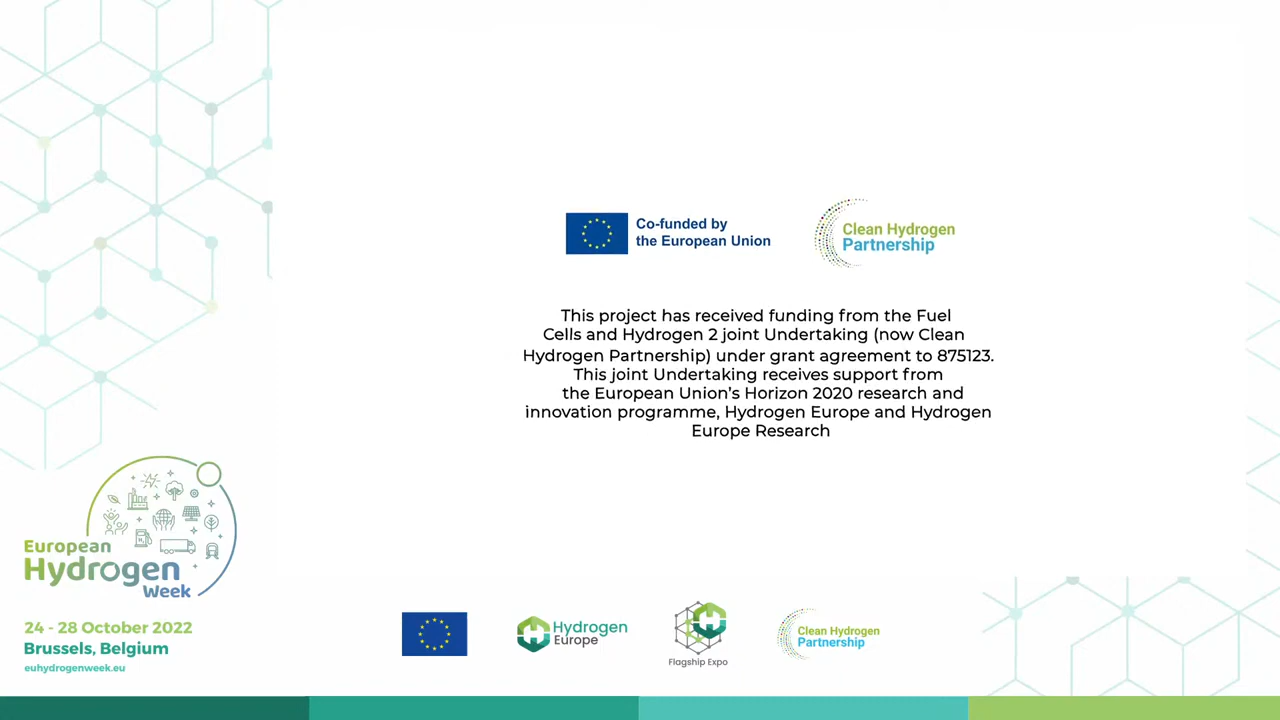 Co-funded by
the European Union
Clean Hydrogen
Partnership
This project has received funding from the Fuel
Cells and Hydrogen 2 joint Undertaking (now Clean
Hydrogen Partnership) under grant agreement to 875123.
This joint Undertaking receives support from
the European Union's Horizon 2020 research and
innovation programme, Hydrogen Europe and Hydrogen
Europe Research
European
Hydrogen
Week
24 - 28 October 2022
Brussels, Belgium
euhydrogenweek.eu
Hydrogen
Europe
Flagship Expo
Clean Hydrogen
Partnership